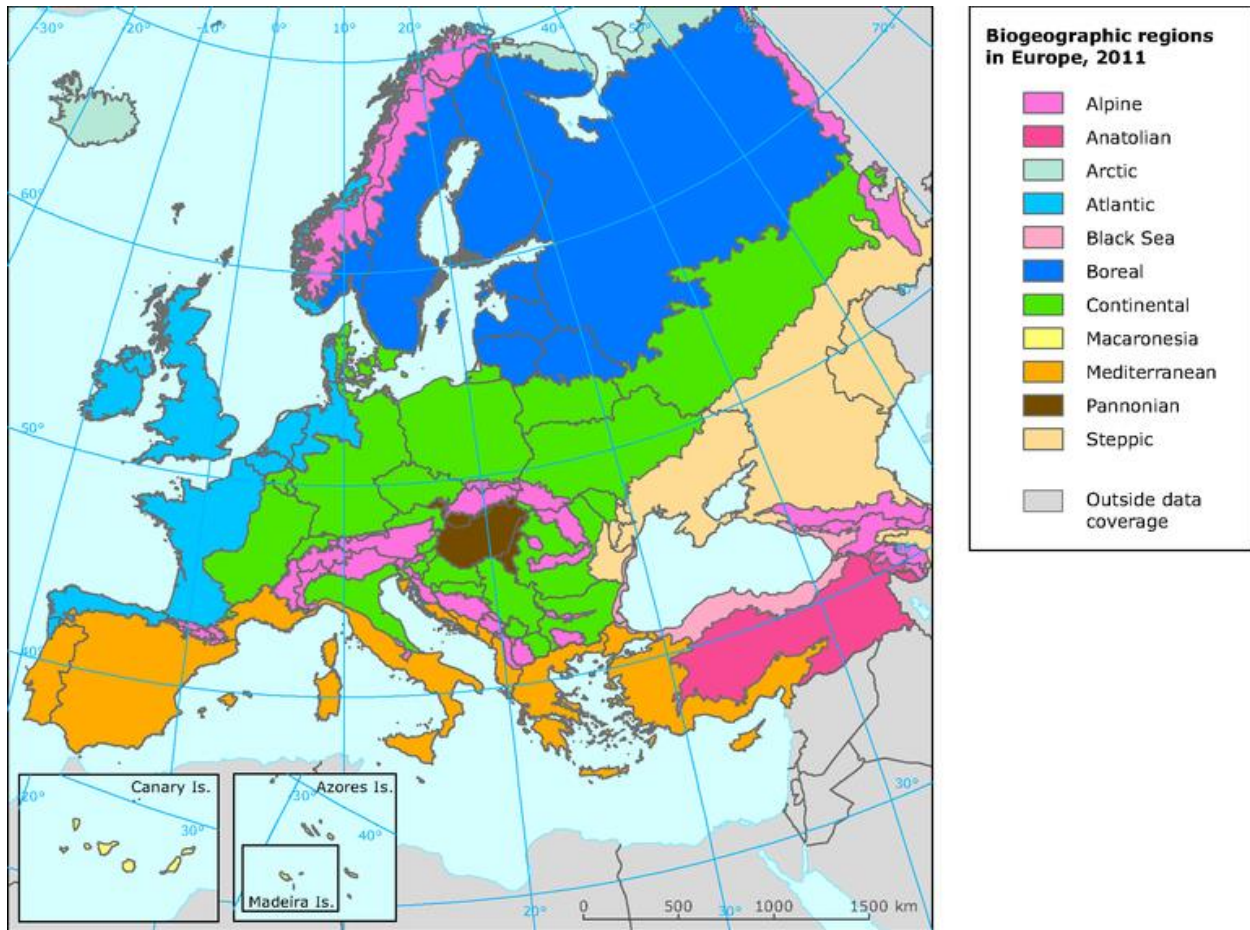 -30°
-20°
-10°
0°
10°
20°
30°
50°
60°
70°
60°
50°
40°
Biogeographic regions
in Europe, 2011
Alpine
Anatolian
Arctic
Atlantic
Black Sea
Boreal
Continental
Macaronesia
Mediterranean
Pannonian
Steppic
Outside data
coverage
Canary Is.
20°
30°
Azores Is.
30°
40°
Madeira Is.
30°
20°
30°
0 500 1000 1500 km